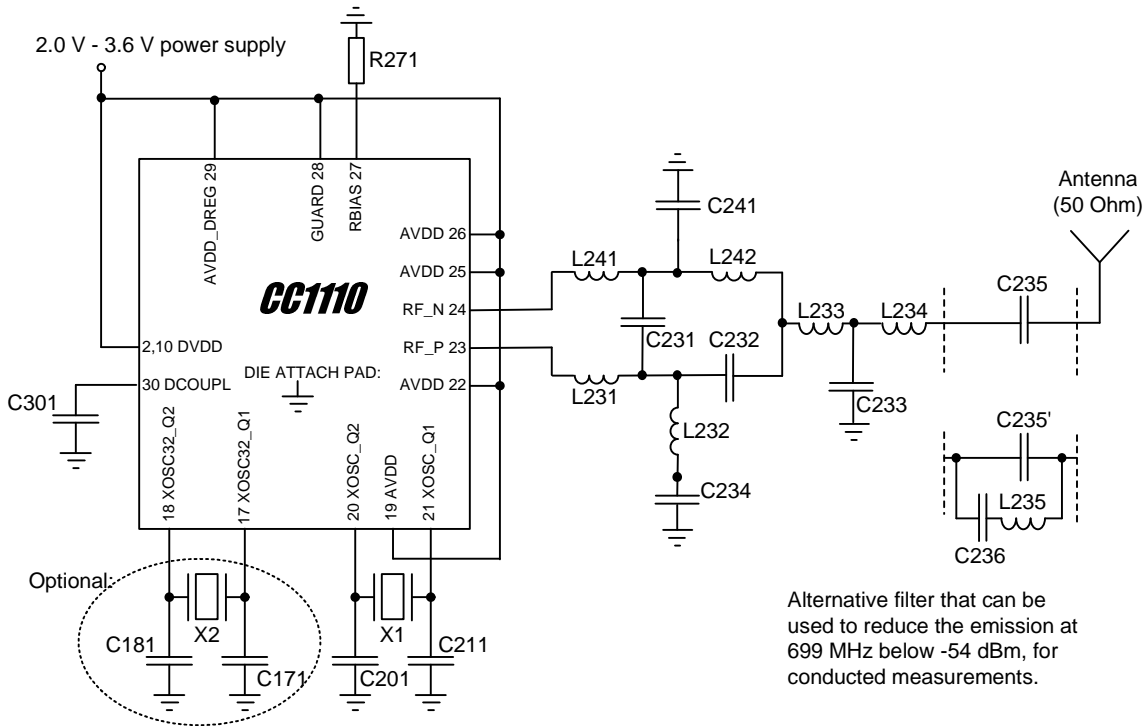 2.0 V - 3.6 V power supply
R271
AVDD_DREG 29
GUARD 28
RBIAS 27
C241
Antenna
(50 Ohm)
AVDD 26
AVDD 25
L241
L242
CC1110
RF_N 24
C235
L233
L234
2,10 DVDD
RF_P 23
C231
C232
30 DCOUPL
DIE ATTACH PAD:
AVDD 22
L231
C233
C301
18 XOSC32_Q2
17 XOSC32_Q1
20 XOSC_Q2
19 AVDD
21 XOSC_Q1
L232
C235'
C234
L235
C236
Optional:
X2
X1
C181
C171
C201
C211
Alternative filter that can be
used to reduce the emission at
699 MHz below -54 dBm, for
conducted measurements.